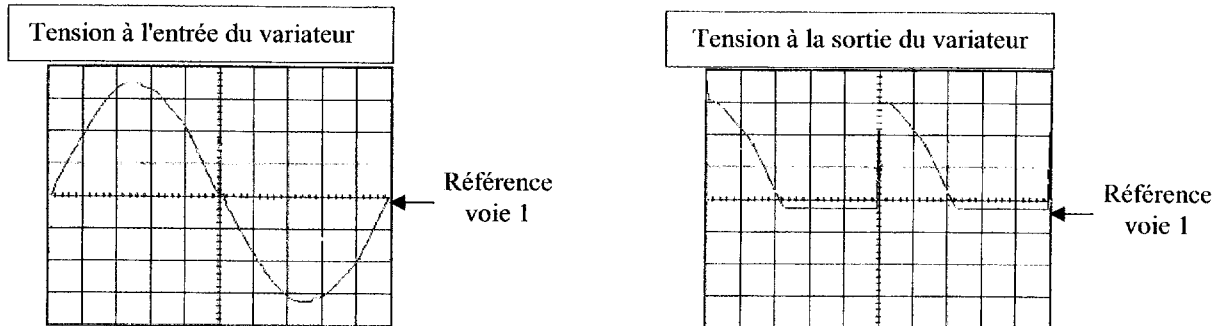 Tension à l'entrée du variateur
Référence
voie 1
Tension à la sortie du variateur
Référence
voie 1